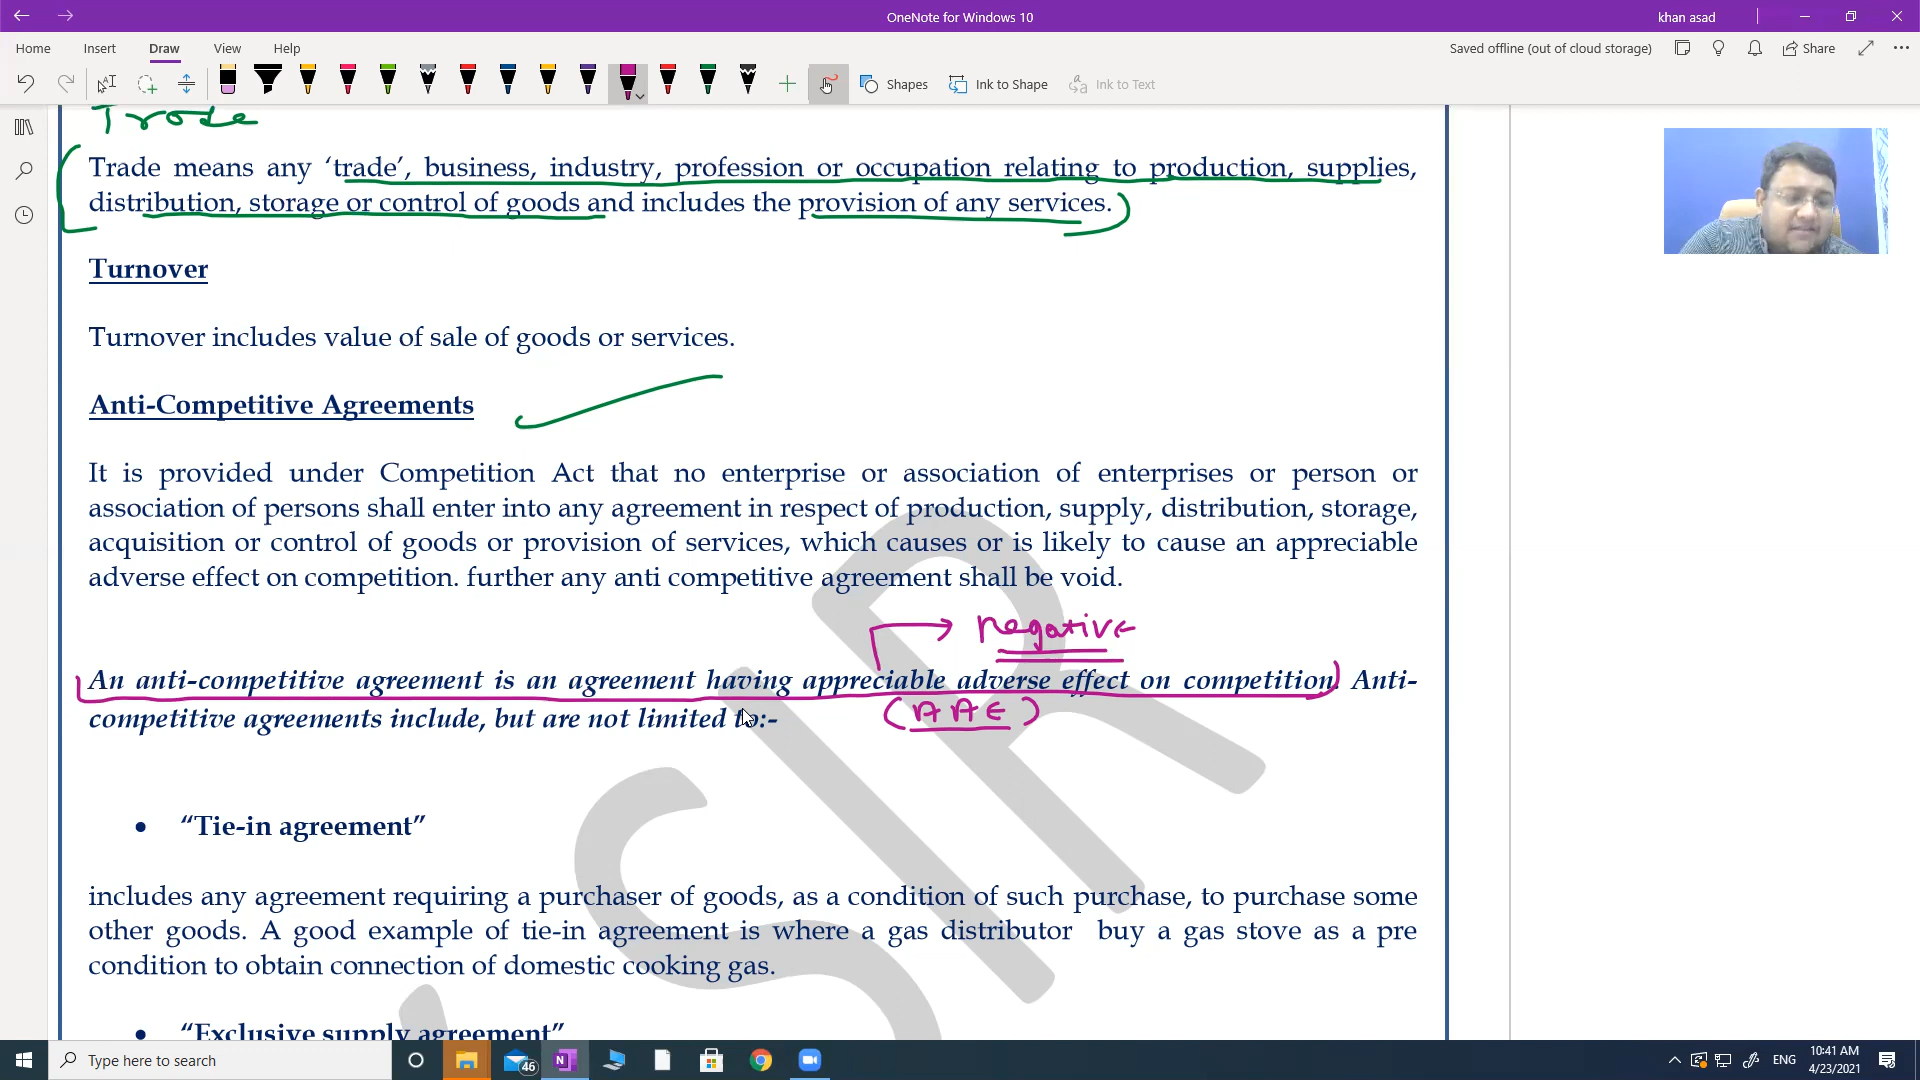 OneNote for Windows 10
khan asad
Home Insert Draw View Help
Saved offline (out of cloud storage)
Share
Shapes
Ink to Shape
Ink to Text
Trade
Trade means any ‘trade’, business, industry, profession or occupation relating to production, supplies,
distribution, storage or control of goods and includes the provision of any services.
Turnover
Turnover includes value of sale of goods or services.
Anti-Competitive Agreements
It is provided under Competition Act that no enterprise or association of enterprises or person or
association of persons shall enter into any agreement in respect of production, supply, distribution, storage,
acquisition or control of goods or provision of services, which causes or is likely to cause an appreciable
adverse effect on competition. further any anti competitive agreement shall be void.
negative
An anti-competitive agreement is an agreement having appreciable adverse effect on competition. Anti-
(AAE)
competitive agreements include, but are not limited to:-
• “Tie-in agreement”
includes any agreement requiring a purchaser of goods, as a condition of such purchase, to purchase some
other goods. A good example of tie-in agreement is where a gas distributor buy a gas stove as a pre
condition to obtain connection of domestic cooking gas.
• “Exclusive supply agreement”
SIR
Type here to search
46
ENG
10:41 AM
4/23/2021